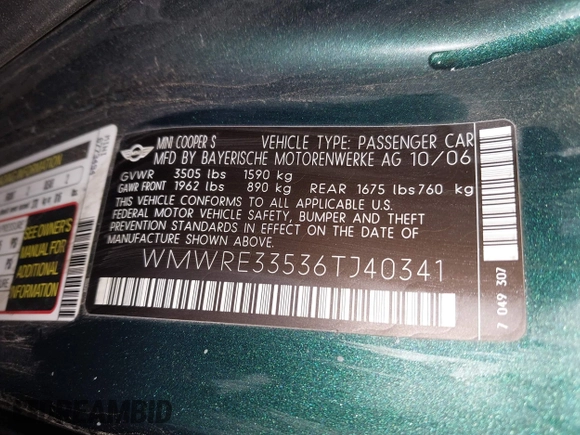 MINI COOPER S VEHICLE TYPE: PASSENGER CAR
MFD BY BAYERISCHE MOTORENWERKE AG 10/06
GVWR 3505 lbs 1590 kg
GAWR FRONT 1962 lbs 890 kg REAR 1675 lbs 760 kg
THIS VEHICLE CONFORMS TO ALL APPLICABLE U.S.
FEDERAL MOTOR VEHICLE SAFETY, BUMPER AND THEFT
PREVENTION STANDARDS IN EFFECT ON THE DATE OF
MANUFACTURE SHOWN ABOVE.
WMWRE33536TJ40341
7 049 307
INFORMATION
SEE OWNER'S
MANUAL FOR
ADDITIONAL
INFORMATION